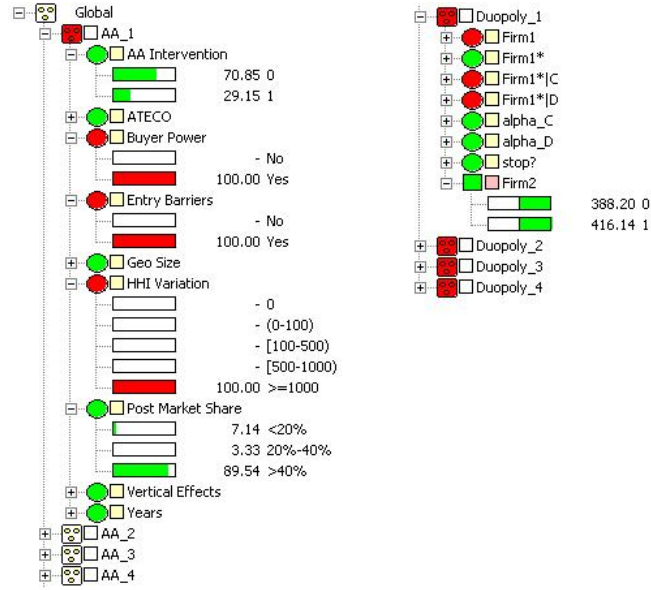 Global
AA_1
AA Intervention
70.85 0
29.15 1
ATECO
Buyer Power
- No
100.00 Yes
Entry Barriers
- No
100.00 Yes
Geo Size
HHI Variation
- 0
- (0-100)
- [100-500)
- [500-1000)
100.00 >=1000
Post Market Share
7.14 <20%
3.33 20%-40%
89.54 >40%
Vertical Effects
Years
AA_2
AA_3
AA_4
Duopoly_1
Firm1
Firm1*
Firm1*|C
Firm1*|D
alpha_C
alpha_D
stop?
Firm2
388.20 0
416.14 1
Duopoly_2
Duopoly_3
Duopoly_4